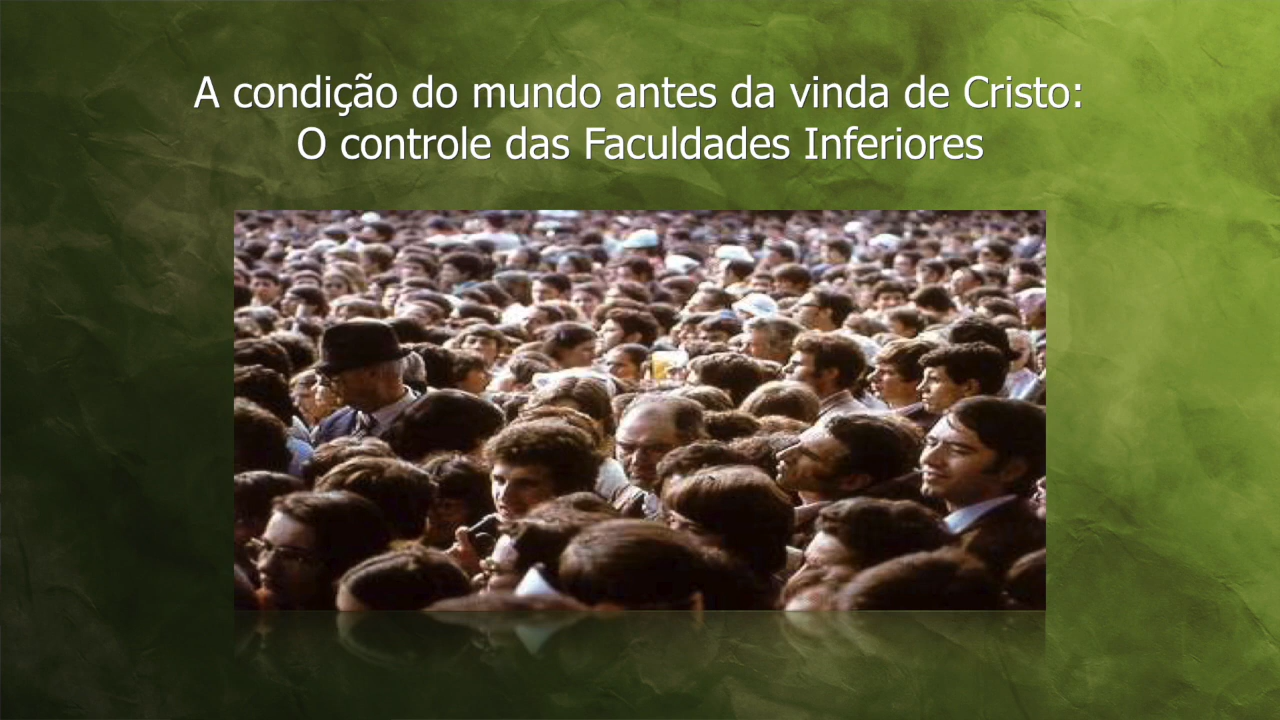 A condição do mundo antes da vinda de Cristo:
O controle das Faculdades Inferiores